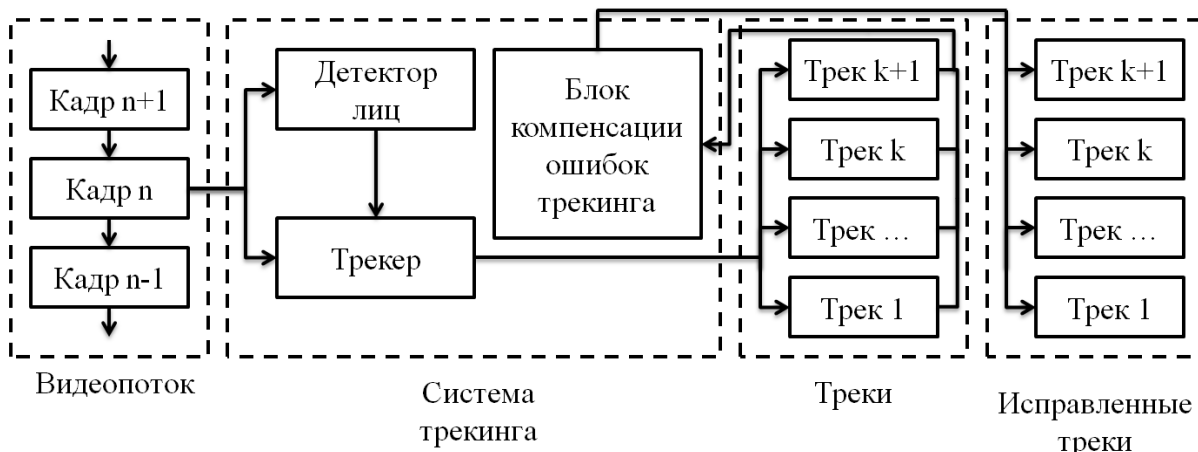 Кадр n+1
Кадр n
Кадр n-1
Видеопоток
Детектор
лиц
Трекер
Блок
компенсации
ошибок
трекинга
Система
трекинга
Трек k+1
Трек k
Трек …
Трек 1
Треки
Трек k+1
Трек k
Трек …
Трек 1
Исправленные
треки